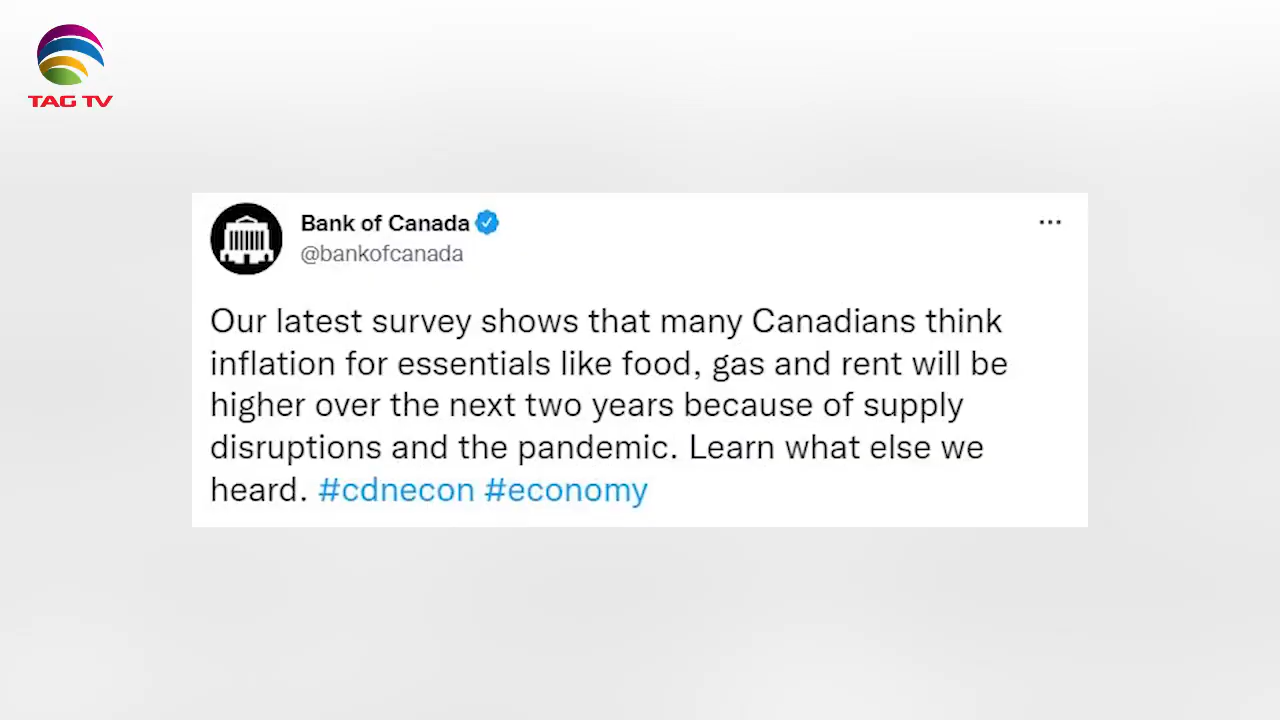 TAG TV
Bank of Canada
@bankofcanada
Our latest survey shows that many Canadians think
inflation for essentials like food, gas and rent will be
higher over the next two years because of supply
disruptions and the pandemic. Learn what else we
heard. #cdnecon #economy